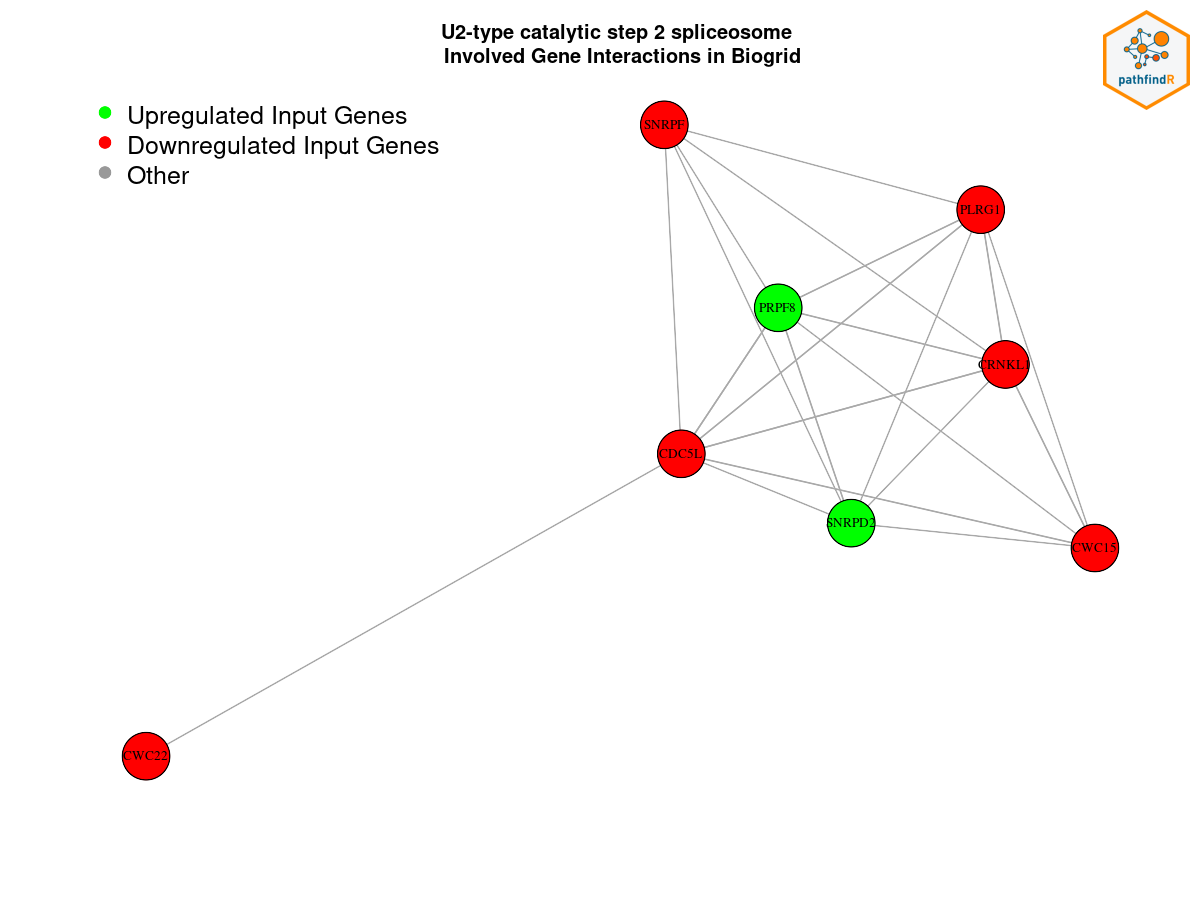 U2-type catalytic step 2 spliceosome
Involved Gene Interactions in Biogrid
pathfindR
Upregulated Input Genes
Downregulated Input Genes
Other
SNRPF
PLRG1
PRPF8
CRNKL1
CDC5L
SNRPD2
CWC15
CWC22